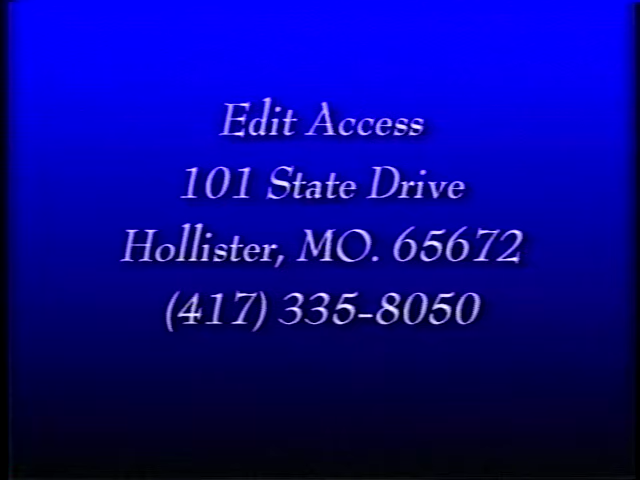 Edit Access
101 State Drive
Hollister, MO. 65672
(417) 335-8050